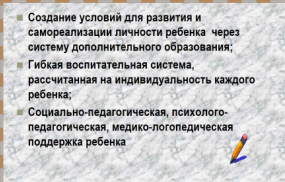 Создание условий для развития и
самореализации личности ребенка через
систему дополнительного образования;
Гибкая воспитательная система,
рассчитанная на индивидуальность каждого
ребенка;
Социально-педагогическая, психолого-
педагогическая, медико-логопедическая
поддержка ребенка